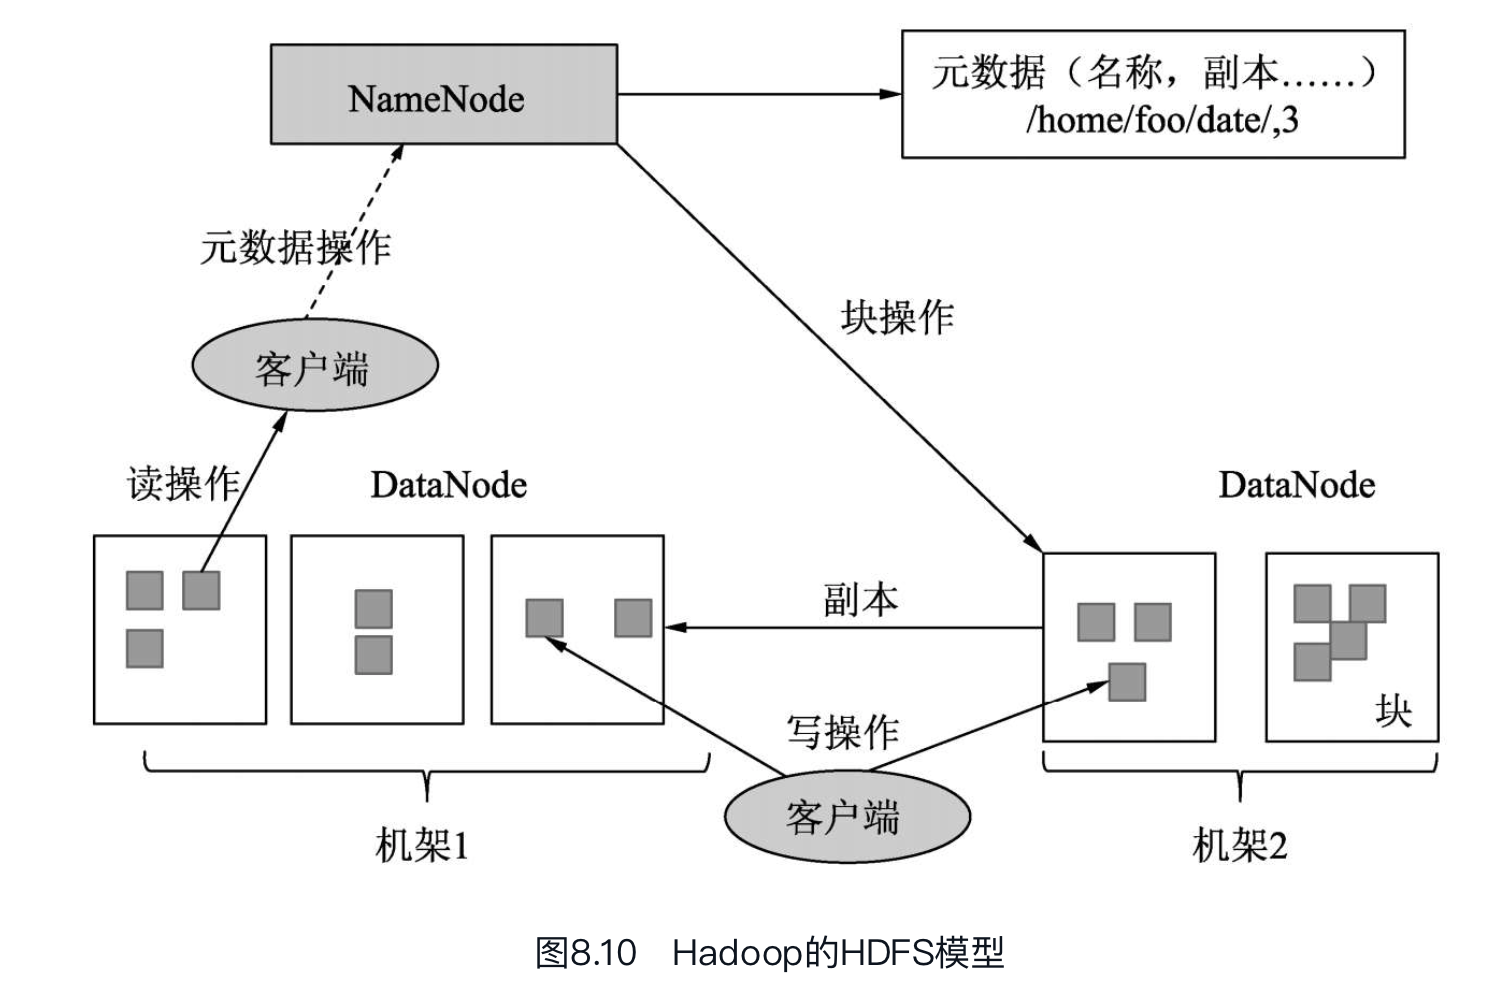 NameNode
元数据（名称，副本……）
/home/foo/date/,3
元数据操作
块操作
客户端
读操作
DataNode
DataNode
副本
写操作
块
客户端
机架1
机架2
图8.10 Hadoop的HDFS模型